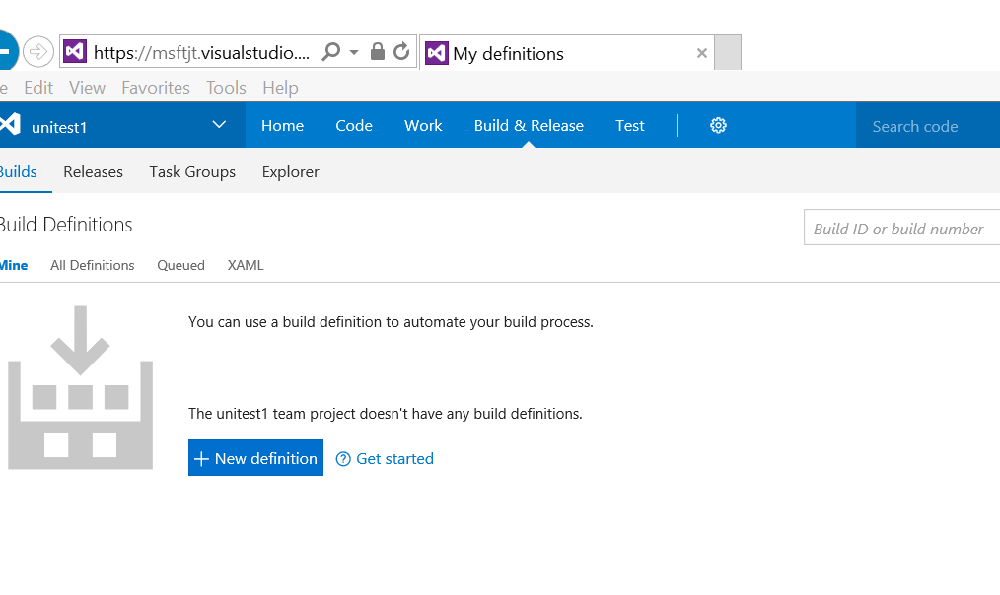 https://msftjt.visualstudio.... My definitions
e Edit View Favorites Tools Help
unitest1 Home Code Work Build & Release Test Search code
Builds Releases Task Groups Explorer
Build Definitions
Build ID or build number
Mine All Definitions Queued XAML
You can use a build definition to automate your build process.
The unitest1 team project doesn't have any build definitions.
New definition Get started